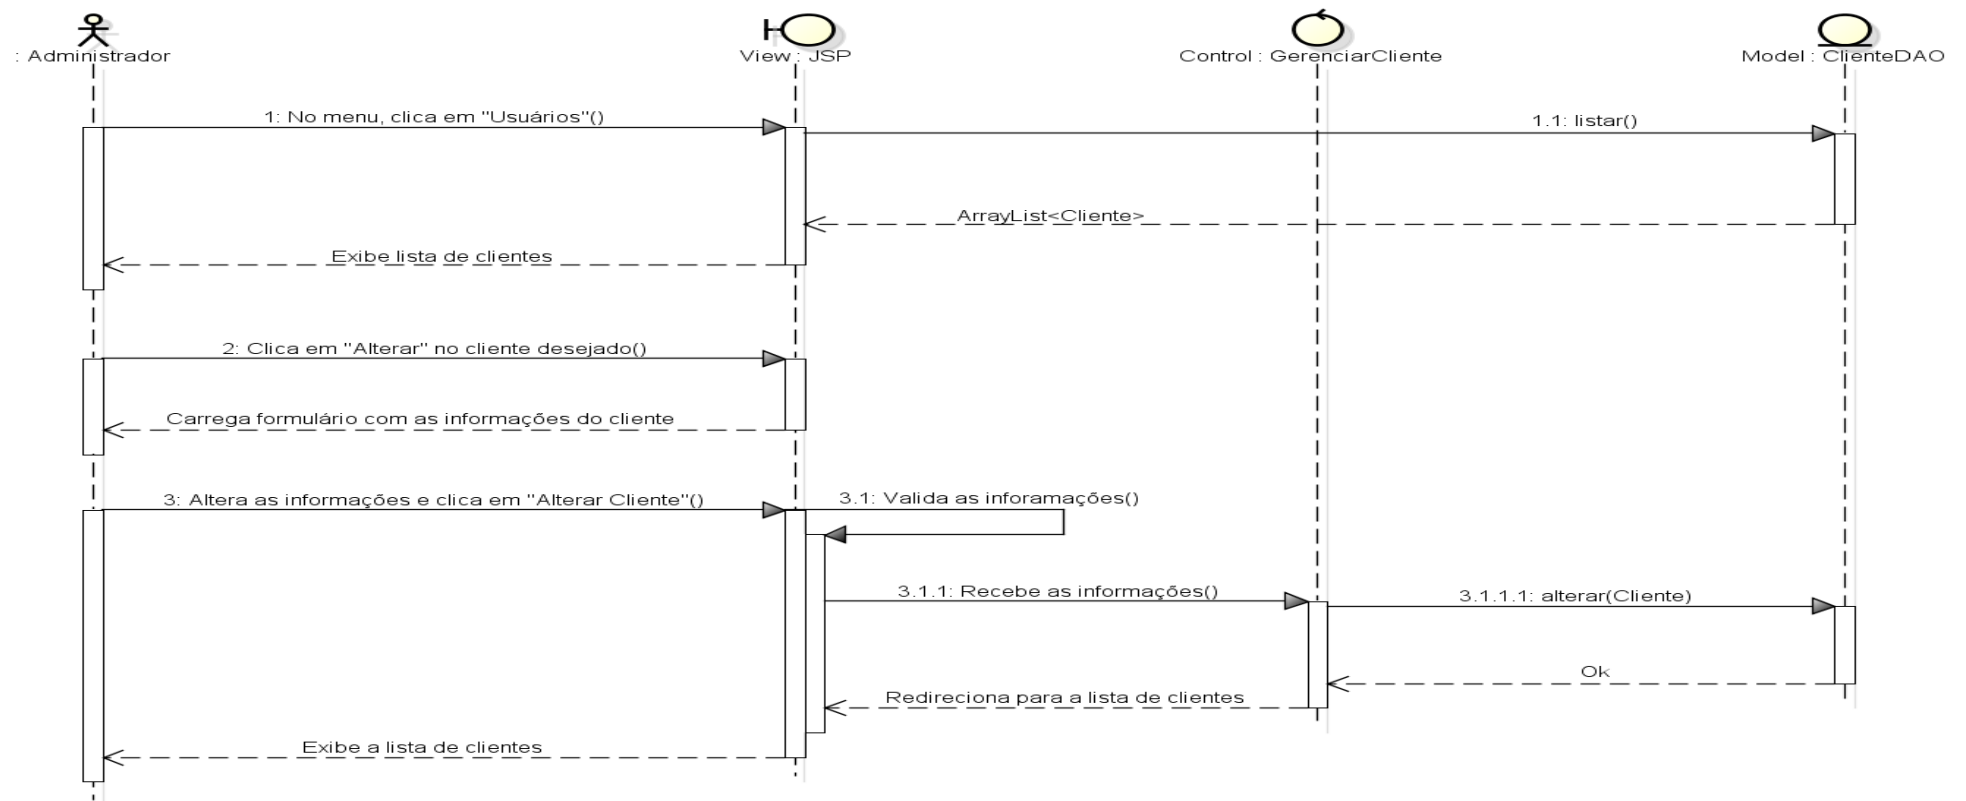 : Administrador
View : JSP
Control : GerenciarCliente
Model : ClienteDAO
1: No menu, clica em "Usuários"()
1.1: listar()
ArrayList<Cliente>
Exibe lista de clientes
2: Clica em "Alterar" no cliente desejado()
Carrega formulário com as informações do cliente
3: Altera as informações e clica em "Alterar Cliente"()
3.1: Valida as inforamações()
3.1.1: Recebe as informações()
3.1.1.1: alterar(Cliente)
Ok
Redireciona para a lista de clientes
Exibe a lista de clientes